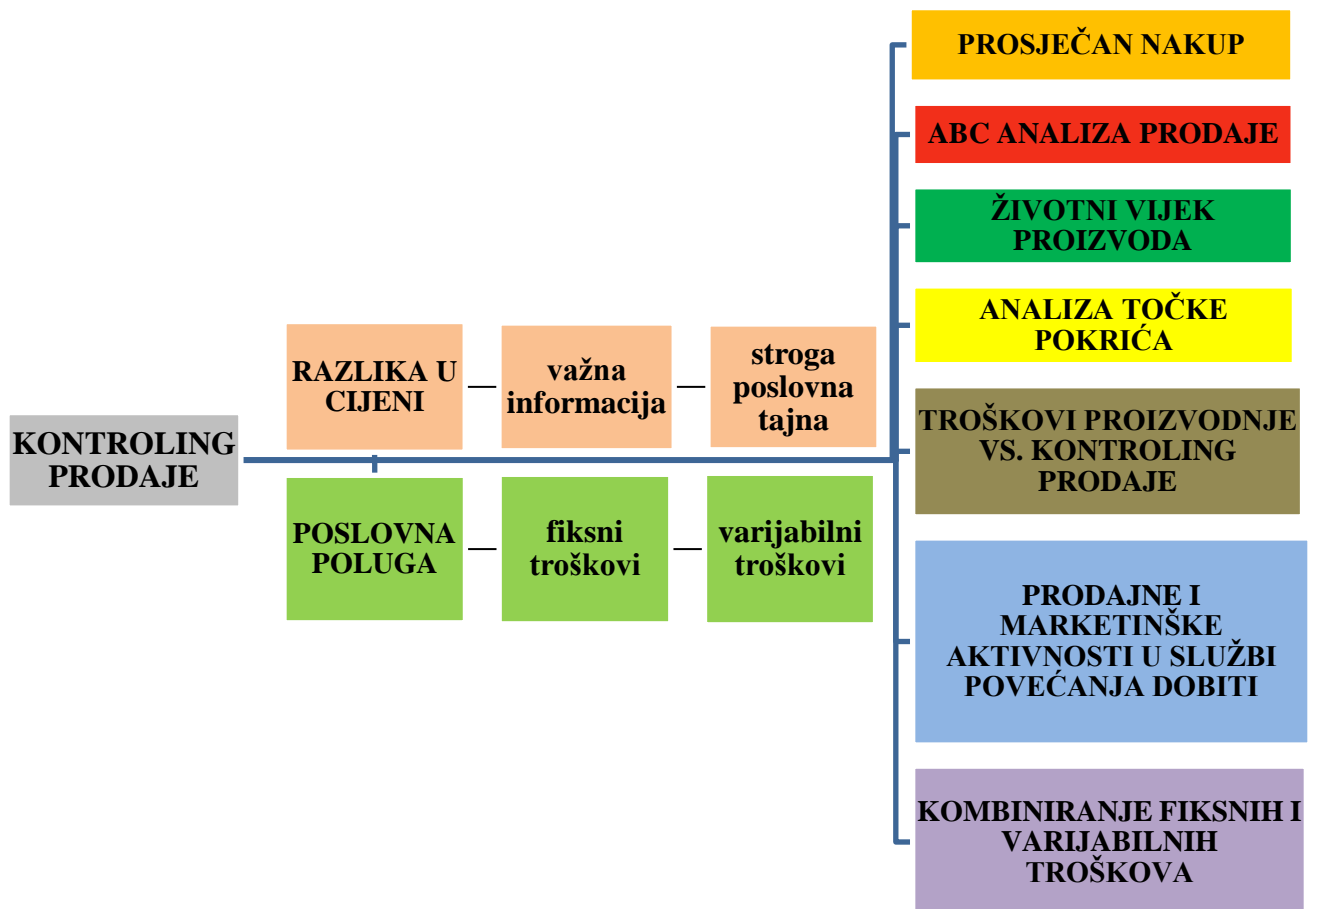 KONTROLING
PRODAJE
RAZLIKA U
CIJENI
važna
informacija
stroga
poslovna
tajna
POSLOVNA
POLUGA
fiksni
troškovi
varijabilni
troškovi
PROSJEČAN NAKUP
ABC ANALIZA PRODAJE
ŽIVOTNI VIJEK
PROIZVODA
ANALIZA TOČKE
POKRIĆA
TROŠKOVI PROIZVODNJE
VS. KONTROLING
PRODAJE
PRODAJNE I
MARKETINŠKE
AKTIVNOSTI U SLUŽBI
POVEĆANJA DOBITI
KOMBINIRANJE FIKSNIH I
VARIJABILNIH
TROŠKOVA